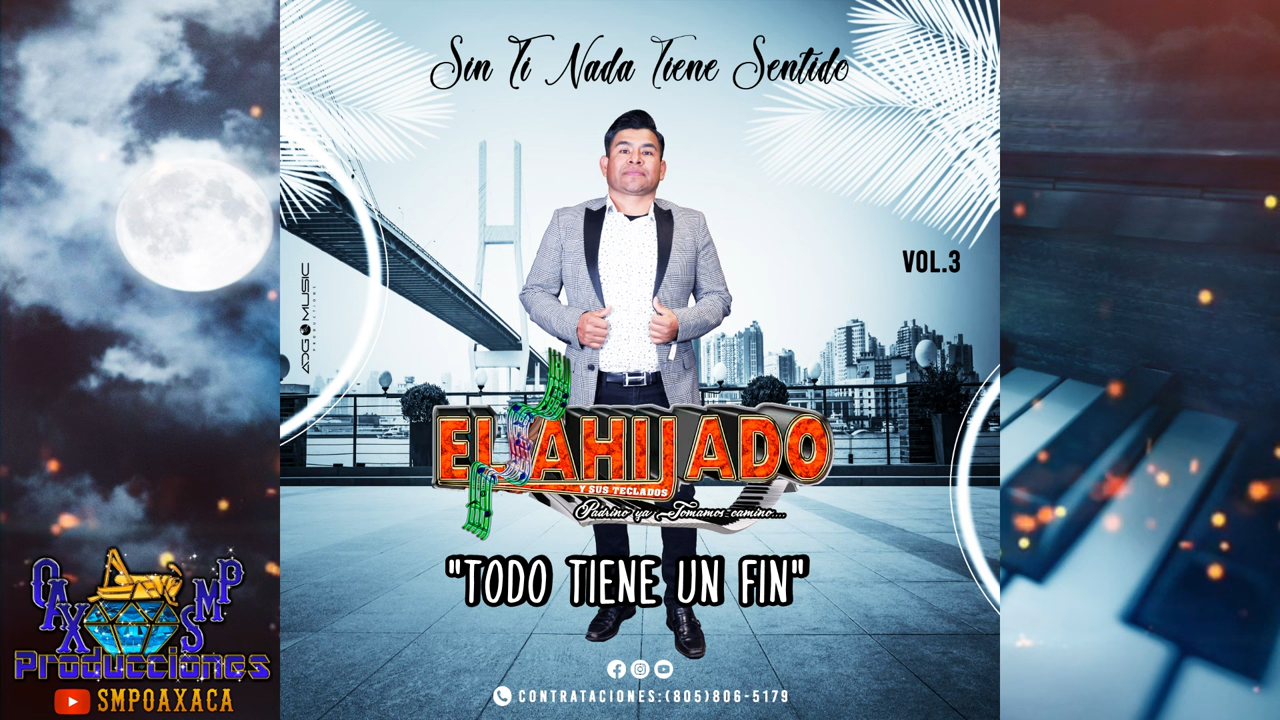 Sin Ti Nada Tiene Sentido
VOL.3
ADG MUSIC
PRODUCTIONS
EL AHIJADO
Y SUS TECLADOS
Padrino ya Tomamos camino....
"TODO TIENE UN FIN"
OAX SMP
Producciones
SMPOAXACA
CONTRATACIONES:(805)806-5179